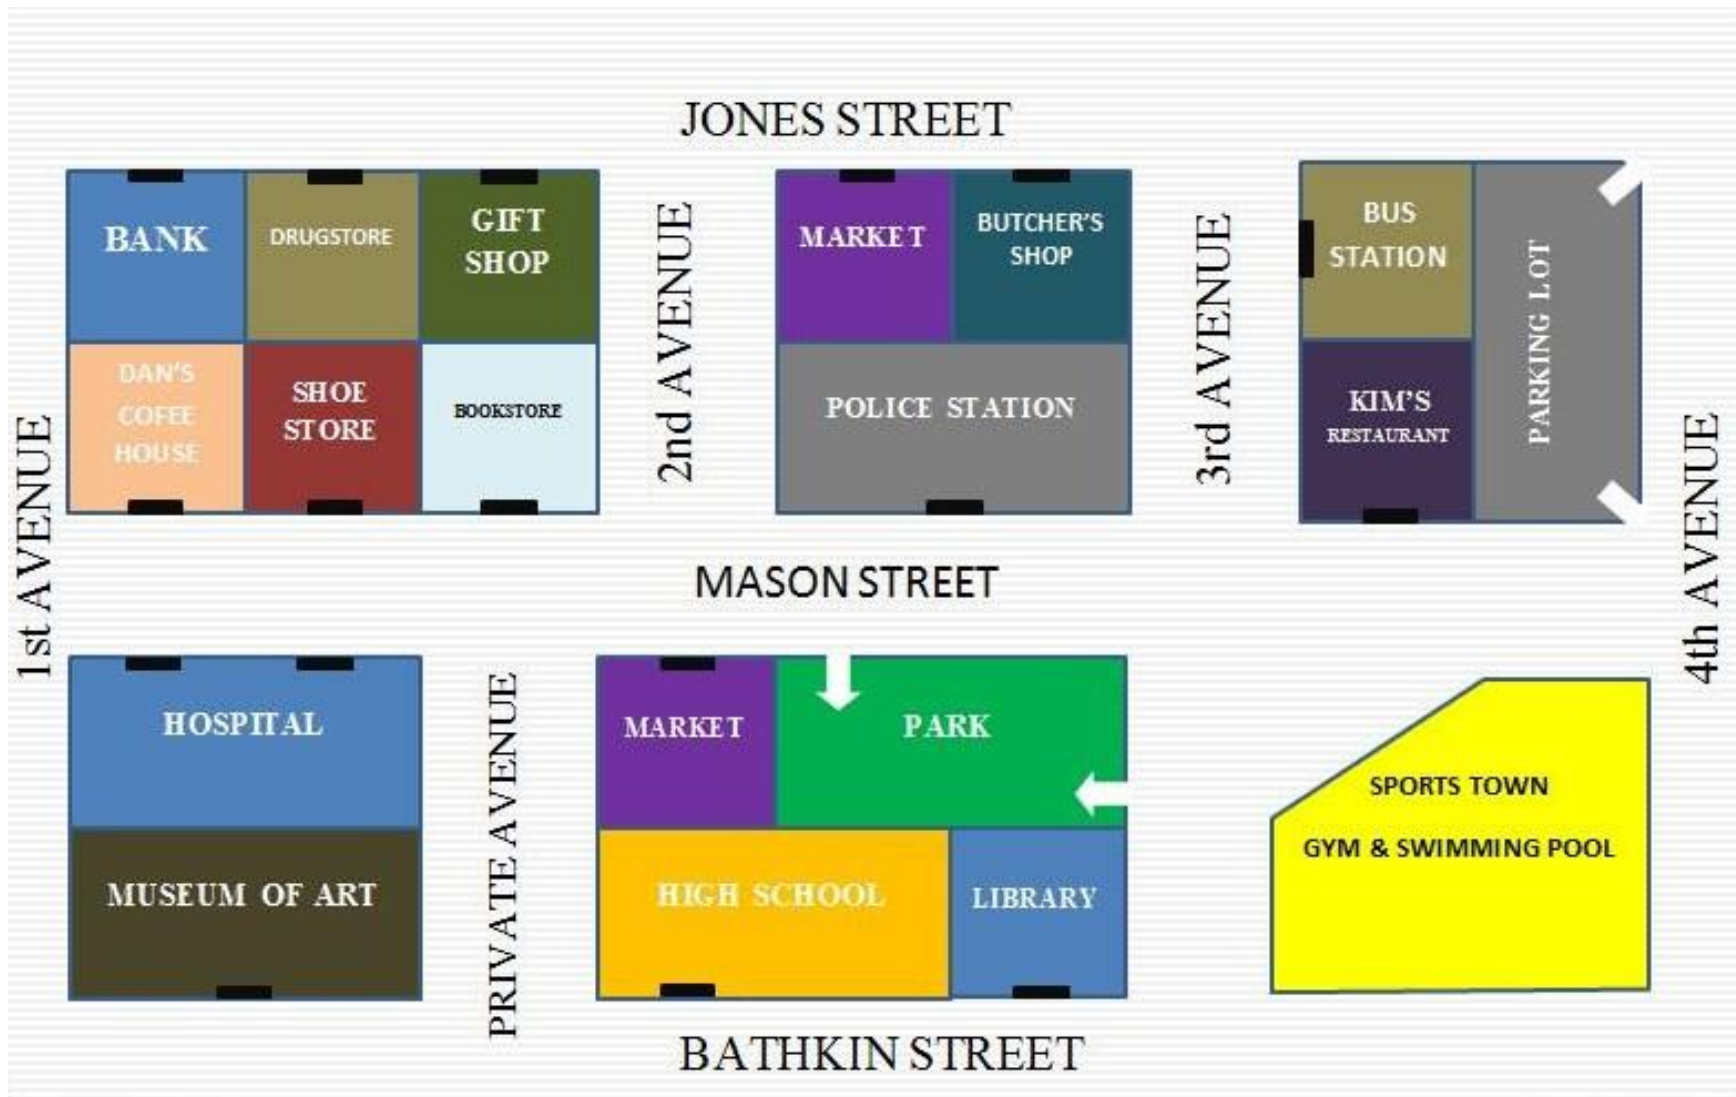 JONES STREET
BANK
DRUGSTORE
GIFT
SHOP
MARKET
BUTCHER'S
SHOP
BUS
STATION
PARKING LOT
2nd AVENUE
3rd AVENUE
DAN'S
COFEE
HOUSE
SHOE
STORE
BOOKSTORE
POLICE STATION
KIM'S
RESTAURANT
1st AVENUE
4th AVENUE
MASON STREET
HOSPITAL
PRIVATE AVENUE
MARKET
PARK
SPORTS TOWN
GYM & SWIMMING POOL
MUSEUM OF ART
HIGH SCHOOL
LIBRARY
BATHKIN STREET